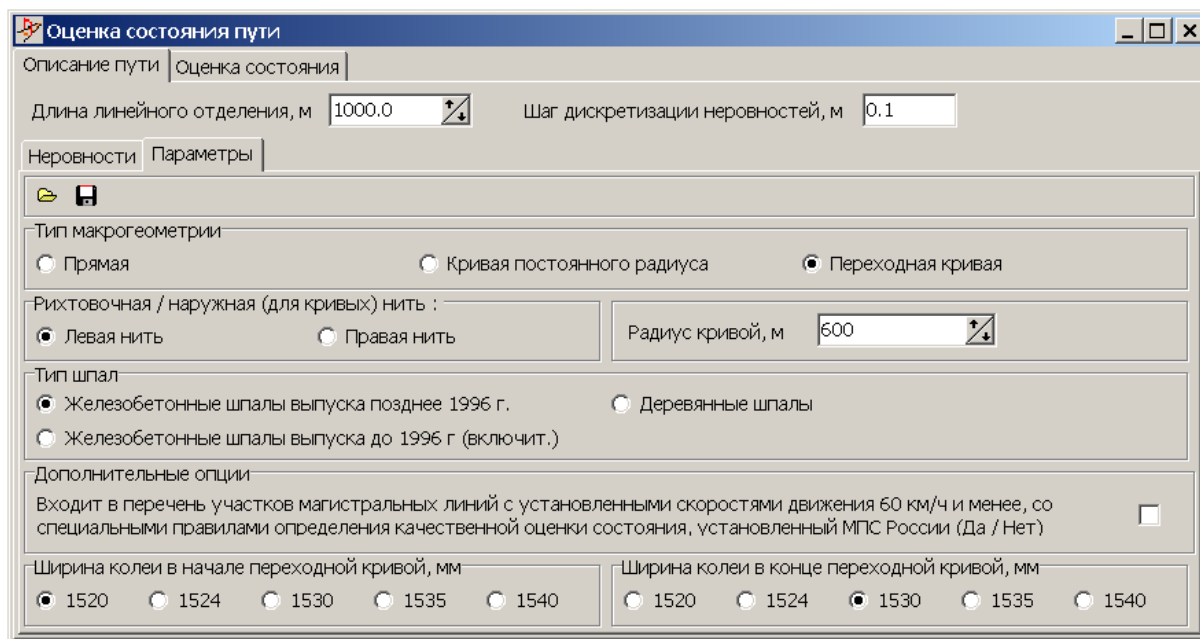 Оценка состояния пути
Описание пути Оценка состояния
Длина линейного отделения, м 1000.0 Шаг дискретизации неровностей, м 0.1
Неровности Параметры
Тип макрогеометрии
Прямая Кривая постоянного радиуса Переходная кривая
Рихтовочная / наружная (для кривых) нить :
Левая нить Правая нить Радиус кривой, м 600
Тип шпал
Железобетонные шпалы выпуска позднее 1996 г. Деревянные шпалы
Железобетонные шпалы выпуска до 1996 г (включит.)
Дополнительные опции
Входит в перечень участков магистральных линий с установленными скоростями движения 60 км/ч и менее, со
специальными правилами определения качественной оценки состояния, установленный МПС России (Да / Нет)
Ширина колеи в начале переходной кривой, мм Ширина колеи в конце переходной кривой, мм
1520 1524 1530 1535 1540 1520 1524 1530 1535 1540